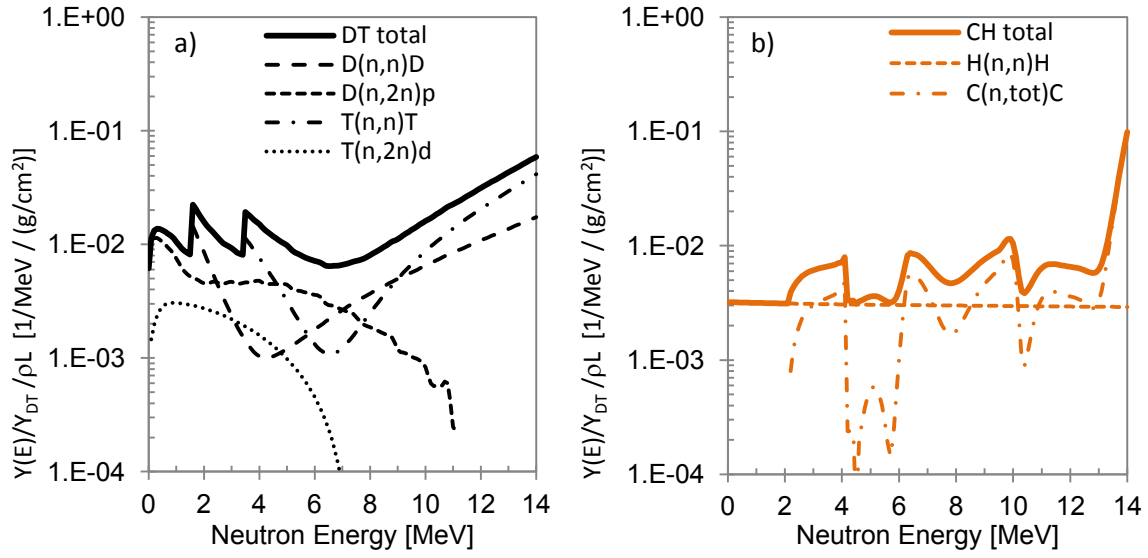 a)
DT total
D(n,n)D
D(n,2n)p
T(n,n)T
T(n,2n)d
1.E+00
1.E-01
1.E-02
1.E-03
1.E-04
Y(E)/Y_DT /ρL [1/MeV / (g/cm²)]
0 2 4 6 8 10 12 14
Neutron Energy [MeV]
b)
CH total
H(n,n)H
C(n,tot)C
1.E+00
1.E-01
1.E-02
1.E-03
1.E-04
Y(E)/Y_DT /ρL [1/MeV / (g/cm²)]
0 2 4 6 8 10 12 14
Neutron Energy [MeV]